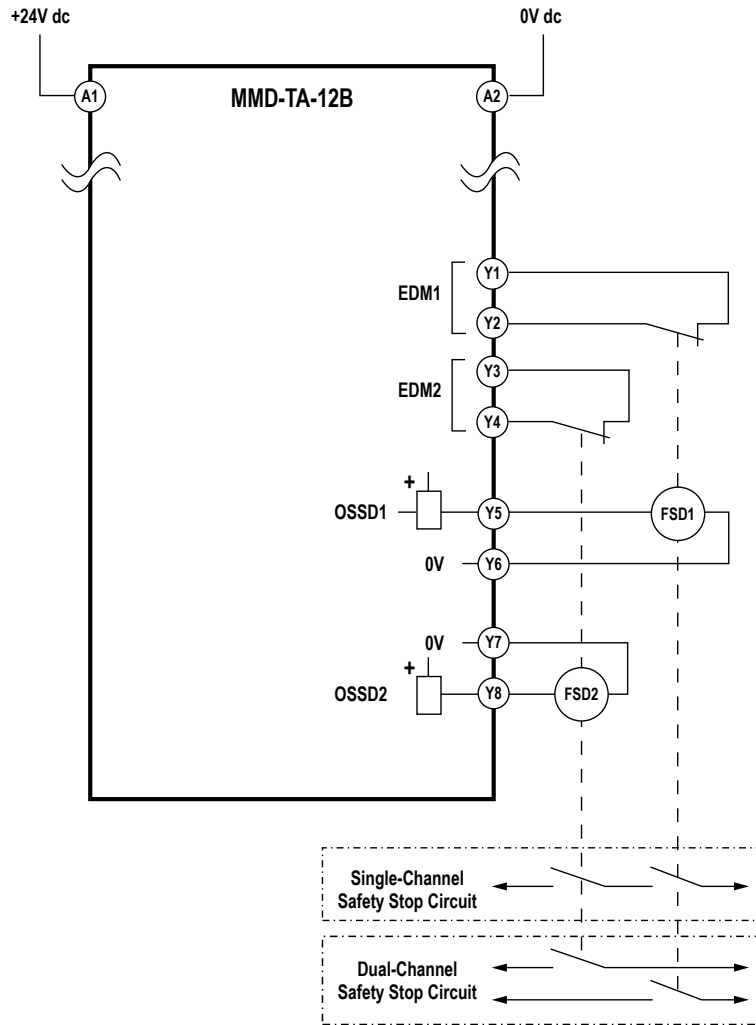 +24V dc
0V dc
A1
MMD-TA-12B
A2
Y1
EDM1
Y2
Y3
EDM2
Y4
+
OSSD1
Y5
FSD1
0V
Y6
0V
Y7
+
OSSD2
Y8
FSD2
Single-Channel
Safety Stop Circuit
Dual-Channel
Safety Stop Circuit